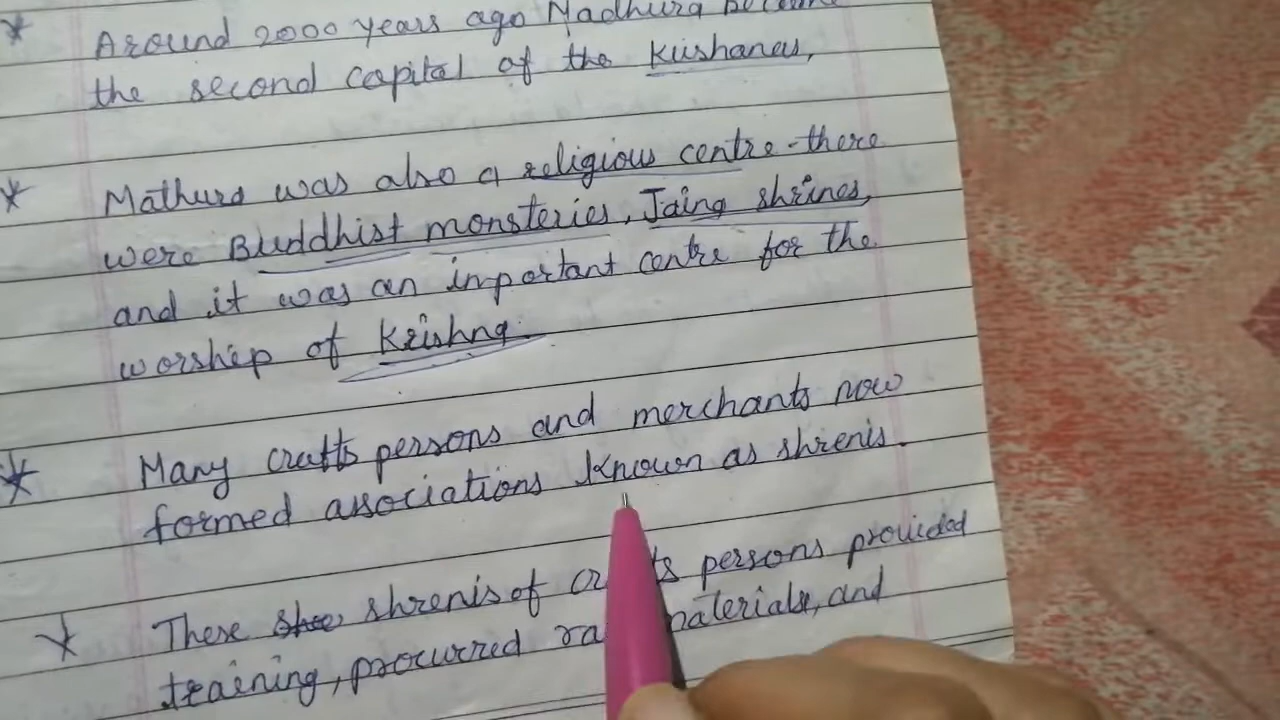 * Around 2000 years ago Madhura became
the second capital of the Kushanas,
* Mathura was also a religious centre - there
were Buddhist monsteries, Jaina shrines,
and it was an important centre for the
worship of Krishna.
* Many crafts persons and merchants now
formed associations Known as shrenis.
* These shrenis of persons provided
training, procured and